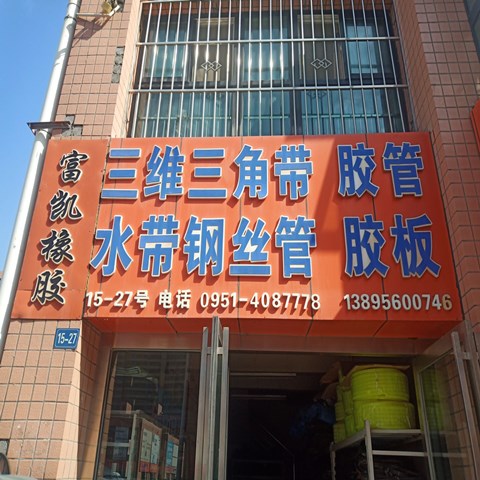 富凯橡胶
三维三角带 胶管
水带钢丝管 胶板
15-27号 电话 0951-4087778 13895600746
15-27